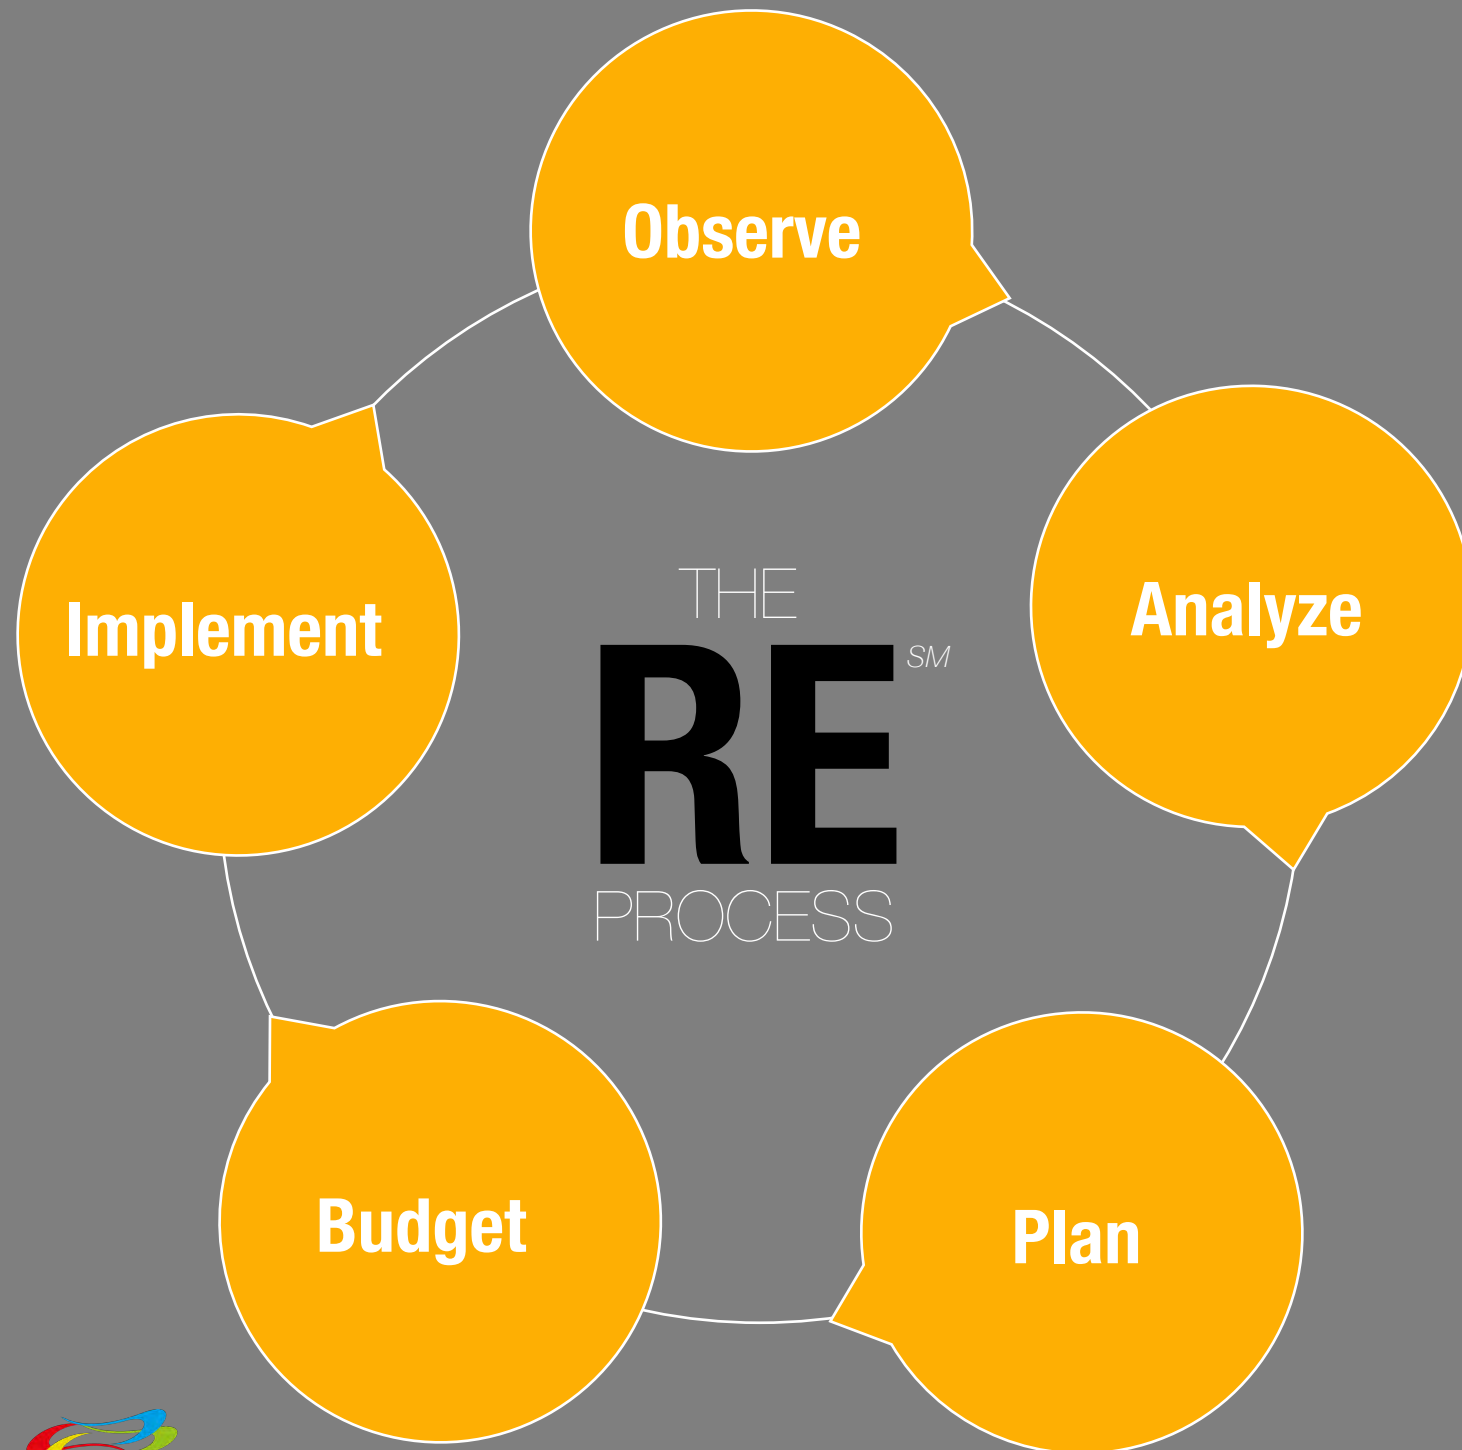 Observe
Analyze
Implement
THE
RE SM
PROCESS
Budget
Plan